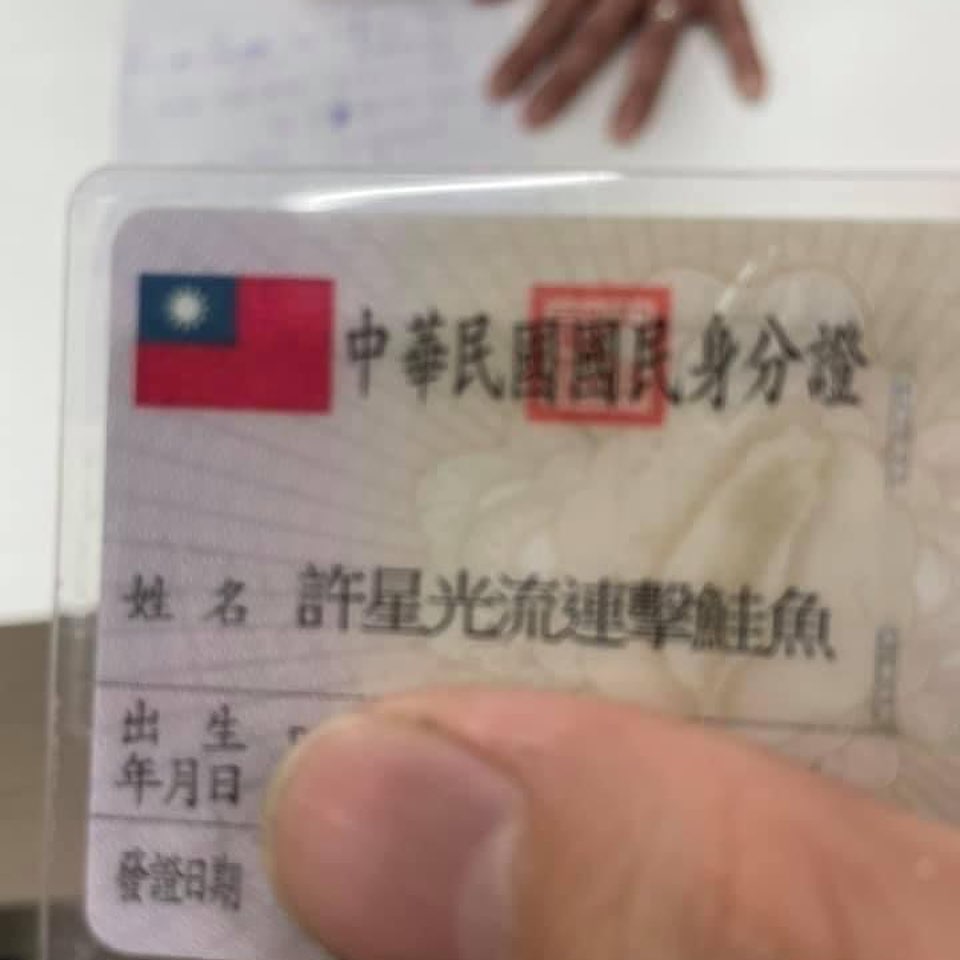 中華民國國民身分證
姓名 許星光流連擊鮭魚
出生
年月日
發證日期